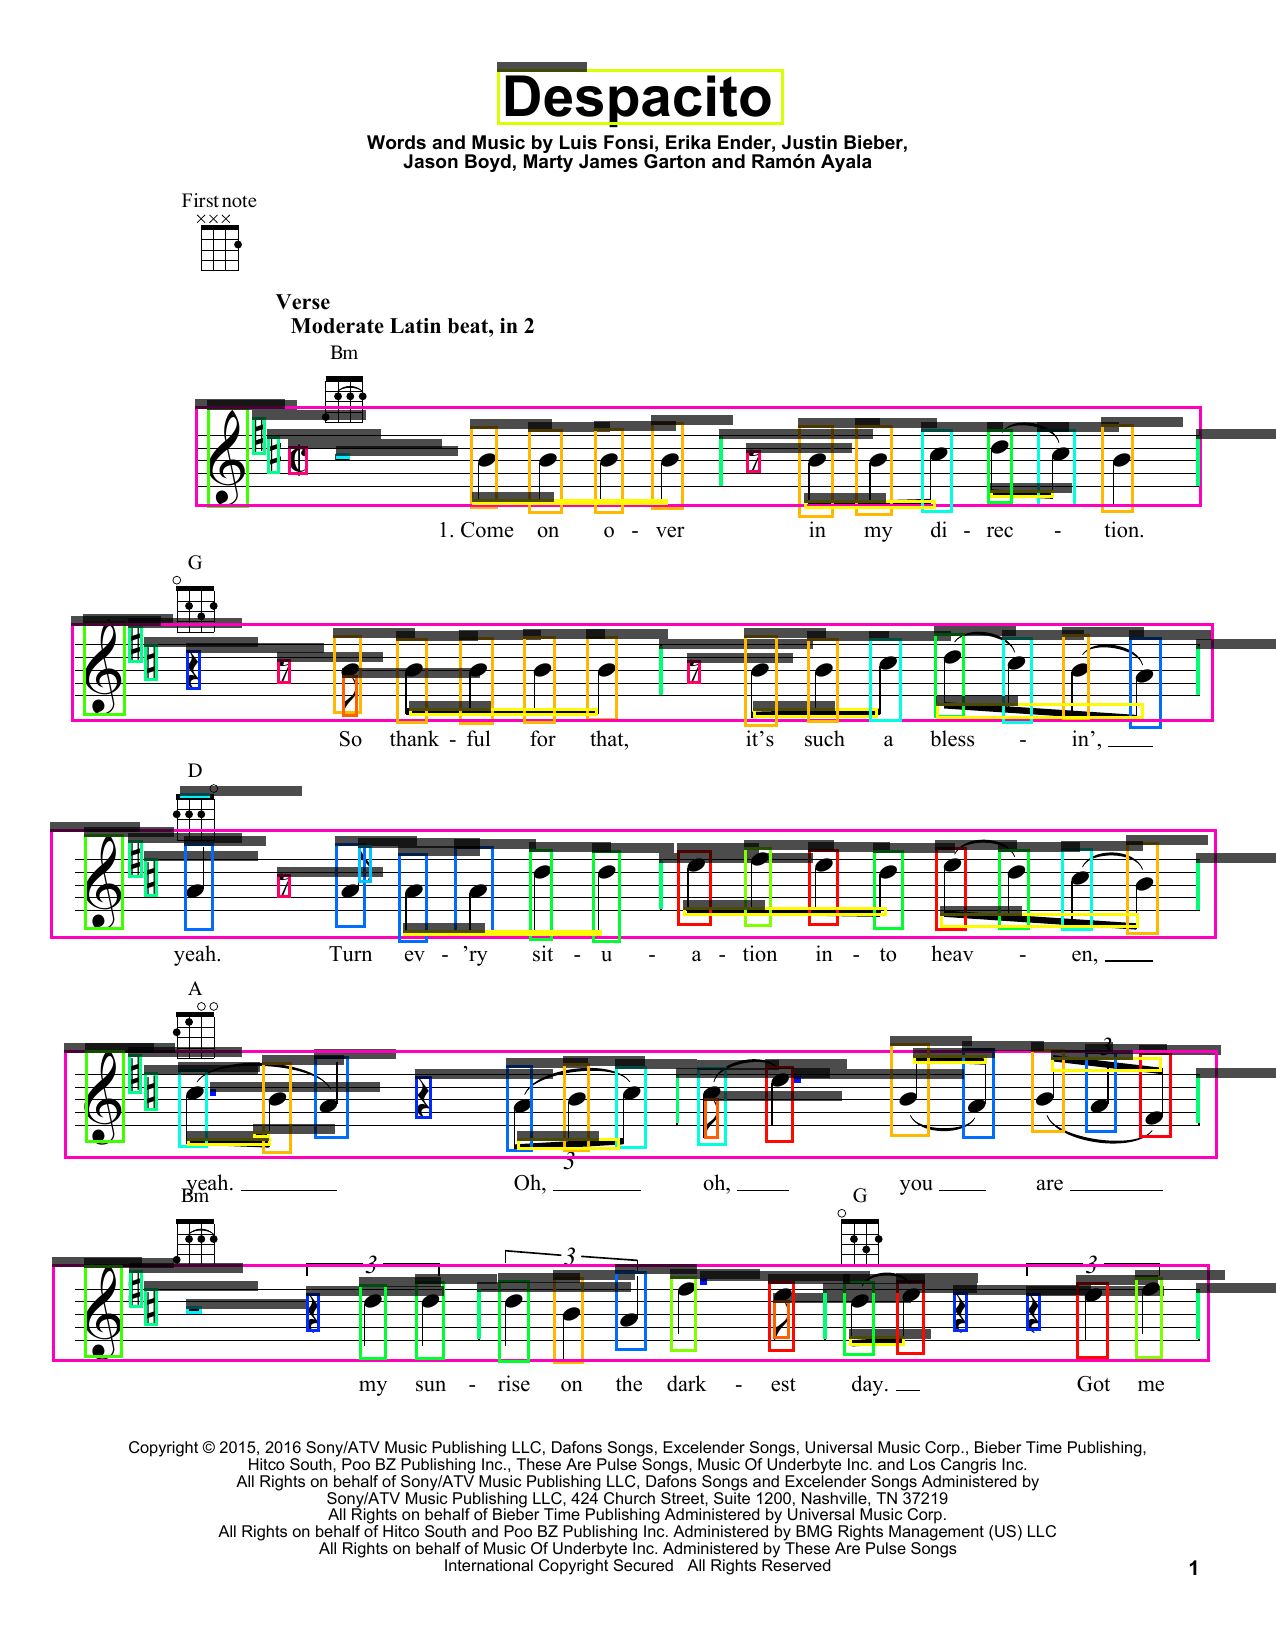 Despacito
Words and Music by Luis Fonsi, Erika Ender, Justin Bieber,
Jason Boyd, Marty James Garton and Ramón Ayala
First note
Verse
Moderate Latin beat, in 2
Bm
1. Come on o - ver in my di - rec - tion.
G
So thank - ful for that, it's such a bless - in', ____
D
yeah. Turn ev - 'ry sit - u - a - tion in - to heav - en, ____
A
3
3
yeah. ________ Oh, _______ oh, ____ you ____ are ________
Bm G
3 3 3
my sun - rise on the dark - est day. __ Got me
Copyright © 2015, 2016 Sony/ATV Music Publishing LLC, Dafons Songs, Excelender Songs, Universal Music Corp., Bieber Time Publishing,
Hitco South, Poo BZ Publishing Inc., These Are Pulse Songs, Music Of Underbyte Inc. and Los Cangris Inc.
All Rights on behalf of Sony/ATV Music Publishing LLC, Dafons Songs and Excelender Songs Administered by
Sony/ATV Music Publishing LLC, 424 Church Street, Suite 1200, Nashville, TN 37219
All Rights on behalf of Bieber Time Publishing Administered by Universal Music Corp.
All Rights on behalf of Hitco South and Poo BZ Publishing Inc. Administered by BMG Rights Management (US) LLC
All Rights on behalf of Music Of Underbyte Inc. Administered by These Are Pulse Songs
International Copyright Secured All Rights Reserved
1